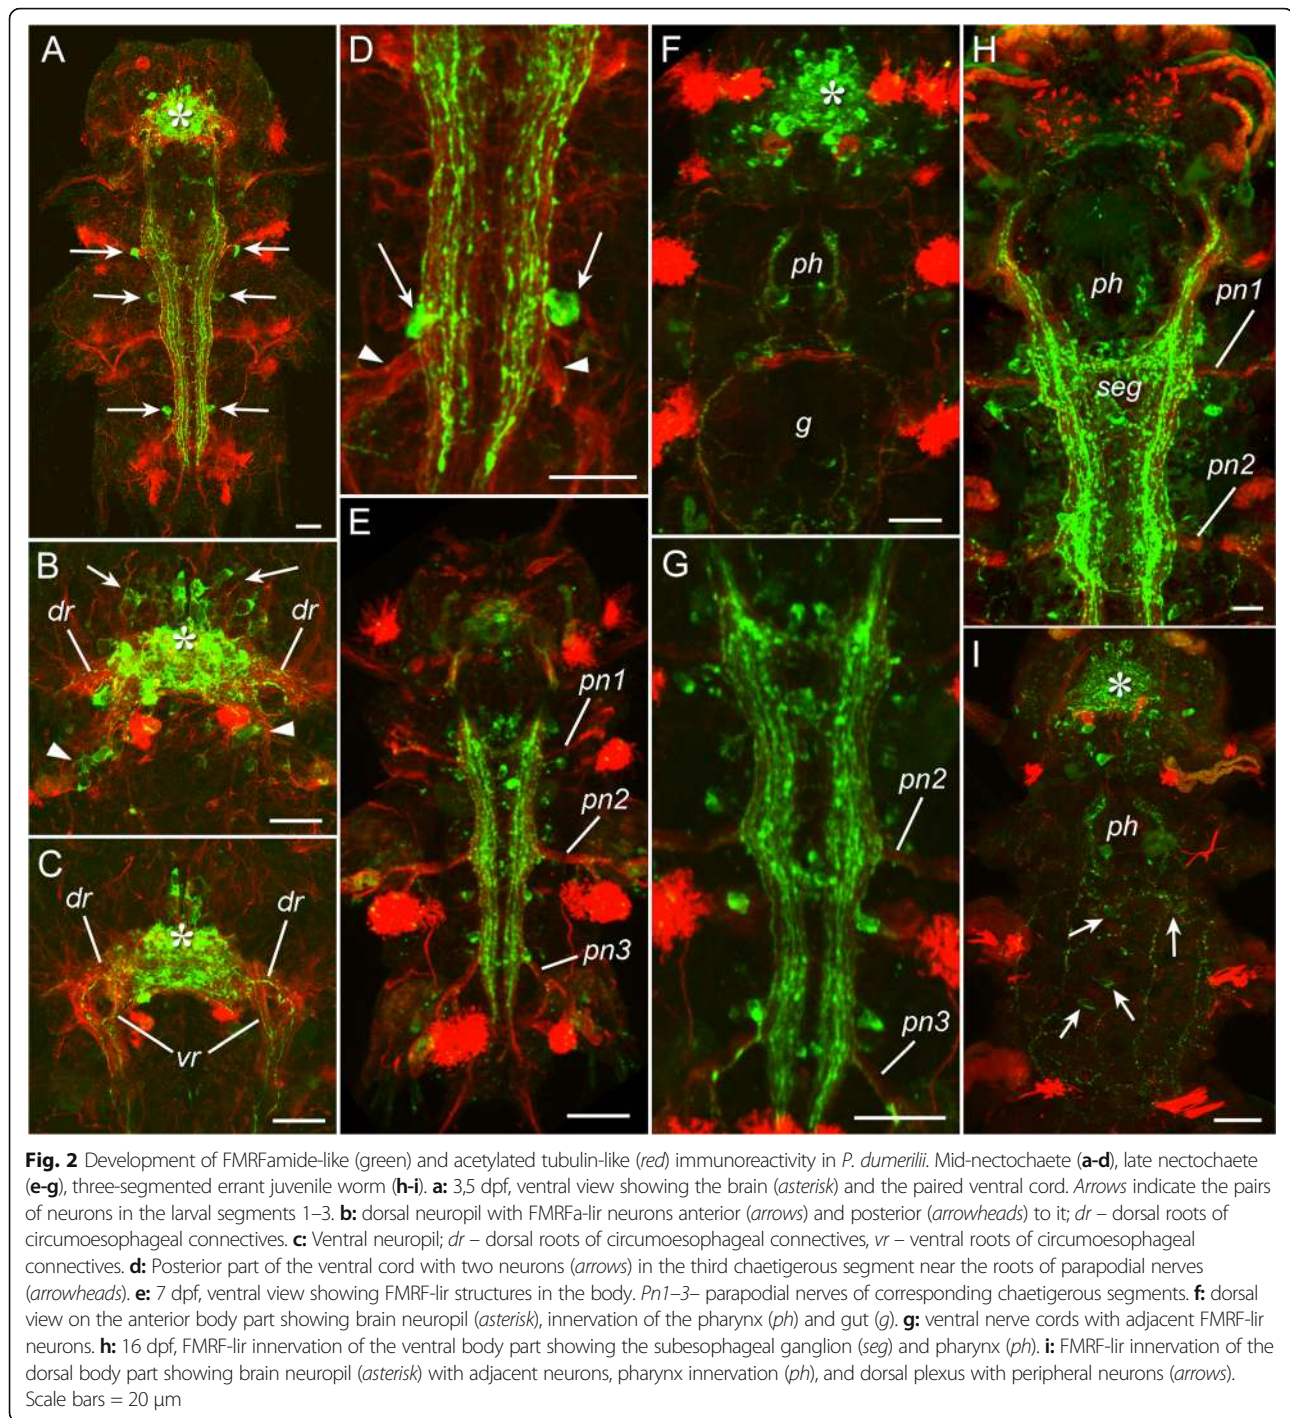 A
D
F
H
*
*
ph
ph
pn1
g
seg
pn2
B
dr
dr
*
E
G
I
*
pn1
ph
C
dr
dr
*
vr
pn2
pn2
pn3
pn3
Fig. 2 Development of FMRFamide-like (green) and acetylated tubulin-like (red) immunoreactivity in P. dumerilii. Mid-nectochaete (a-d), late nectochaete
(e-g), three-segmented errant juvenile worm (h-i). a: 3,5 dpf, ventral view showing the brain (asterisk) and the paired ventral cord. Arrows indicate the pairs
of neurons in the larval segments 1–3. b: dorsal neuropil with FMRFa-lir neurons anterior (arrows) and posterior (arrowheads) to it; dr – dorsal roots of
circumoesophageal connectives. c: Ventral neuropil; dr – dorsal roots of circumoesophageal connectives, vr – ventral roots of circumoesophageal
connectives. d: Posterior part of the ventral cord with two neurons (arrows) in the third chaetigerous segment near the roots of parapodial nerves
(arrowheads). e: 7 dpf, ventral view showing FMRF-lir structures in the body. Pn1–3– parapodial nerves of corresponding chaetigerous segments. f: dorsal
view on the anterior body part showing brain neuropil (asterisk), innervation of the pharynx (ph) and gut (g). g: ventral nerve cords with adjacent FMRF-lir
neurons. h: 16 dpf, FMRF-lir innervation of the ventral body part showing the subesophageal ganglion (seg) and pharynx (ph). i: FMRF-lir innervation of the
dorsal body part showing brain neuropil (asterisk) with adjacent neurons, pharynx innervation (ph), and dorsal plexus with peripheral neurons (arrows).
Scale bars = 20 µm